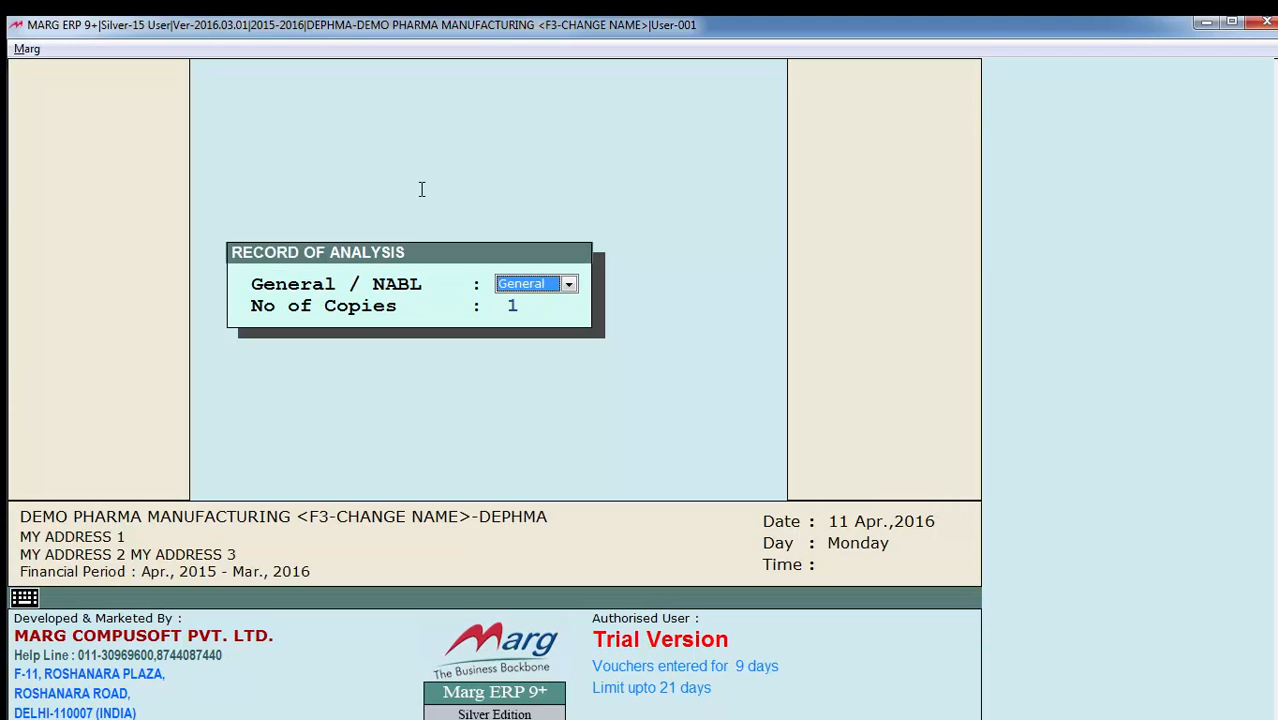 MARG ERP 9+|Silver-15 User|Ver-2016.03.01|2015-2016|DEPHMA-DEMO PHARMA MANUFACTURING <F3-CHANGE NAME>|User-001
Marg
RECORD OF ANALYSIS
General / NABL : General
No of Copies : 1
DEMO PHARMA MANUFACTURING <F3-CHANGE NAME>-DEPHMA
MY ADDRESS 1
MY ADDRESS 2 MY ADDRESS 3
Financial Period : Apr., 2015 - Mar., 2016
Date : 11 Apr.,2016
Day : Monday
Time :
Developed & Marketed By :
MARG COMPUSOFT PVT. LTD.
Help Line : 011-30969600,8744087440
F-11, ROSHANARA PLAZA,
ROSHANARA ROAD,
DELHI-110007 (INDIA)
Marg
The Business Backbone
Marg ERP 9+
Silver Edition
Authorised User :
Trial Version
Vouchers entered for 9 days
Limit upto 21 days